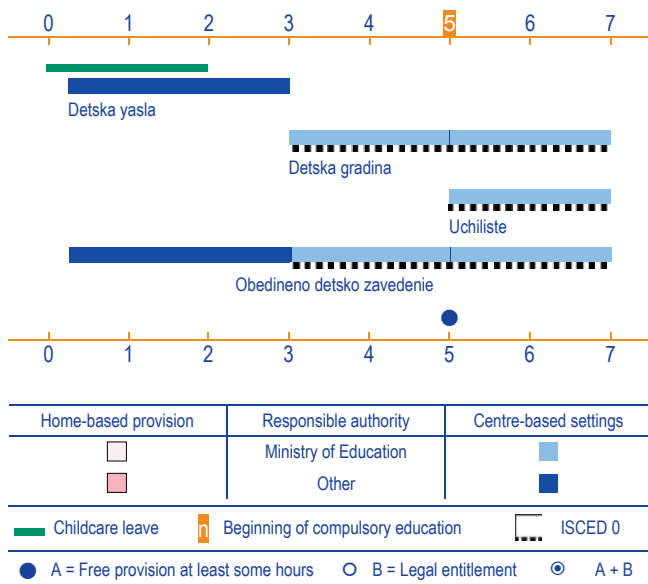 0 1 2 3 4 5 6 7
Detska yasla
Detska gradina
Uchiliste
Obedineno detsko zavedenie
0 1 2 3 4 5 6 7
Home-based provision Responsible authority Centre-based settings
Ministry of Education
Other
Childcare leave n Beginning of compulsory education ISCED 0
A = Free provision at least some hours B = Legal entitlement A + B